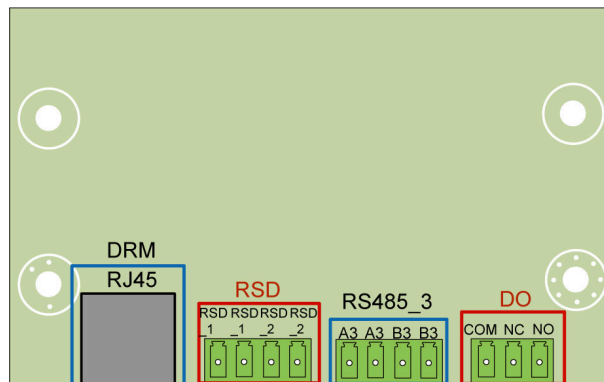 DRM
RJ45
RSD
RSD RSD RSD RSD
_1 _1 _2 _2
RS485_3
A3 A3 B3 B3
DO
COM NC NO